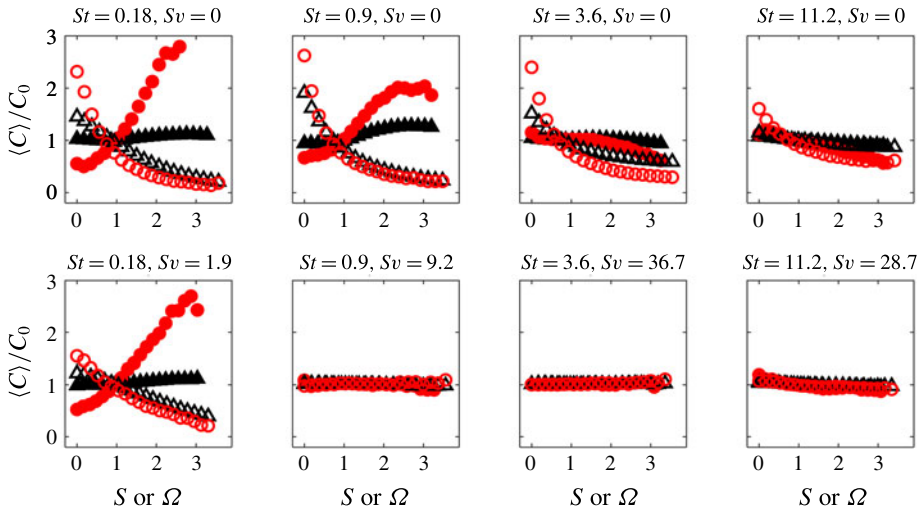 St = 0.18, Sv = 0
St = 0.9, Sv = 0
St = 3.6, Sv = 0
St = 11.2, Sv = 0
3
2
1
0
⟨C⟩/C₀
0 1 2 3
0 1 2 3
0 1 2 3
0 1 2 3
St = 0.18, Sv = 1.9
St = 0.9, Sv = 9.2
St = 3.6, Sv = 36.7
St = 11.2, Sv = 28.7
3
2
1
0
⟨C⟩/C₀
0 1 2 3
0 1 2 3
0 1 2 3
0 1 2 3
S or Ω
S or Ω
S or Ω
S or Ω